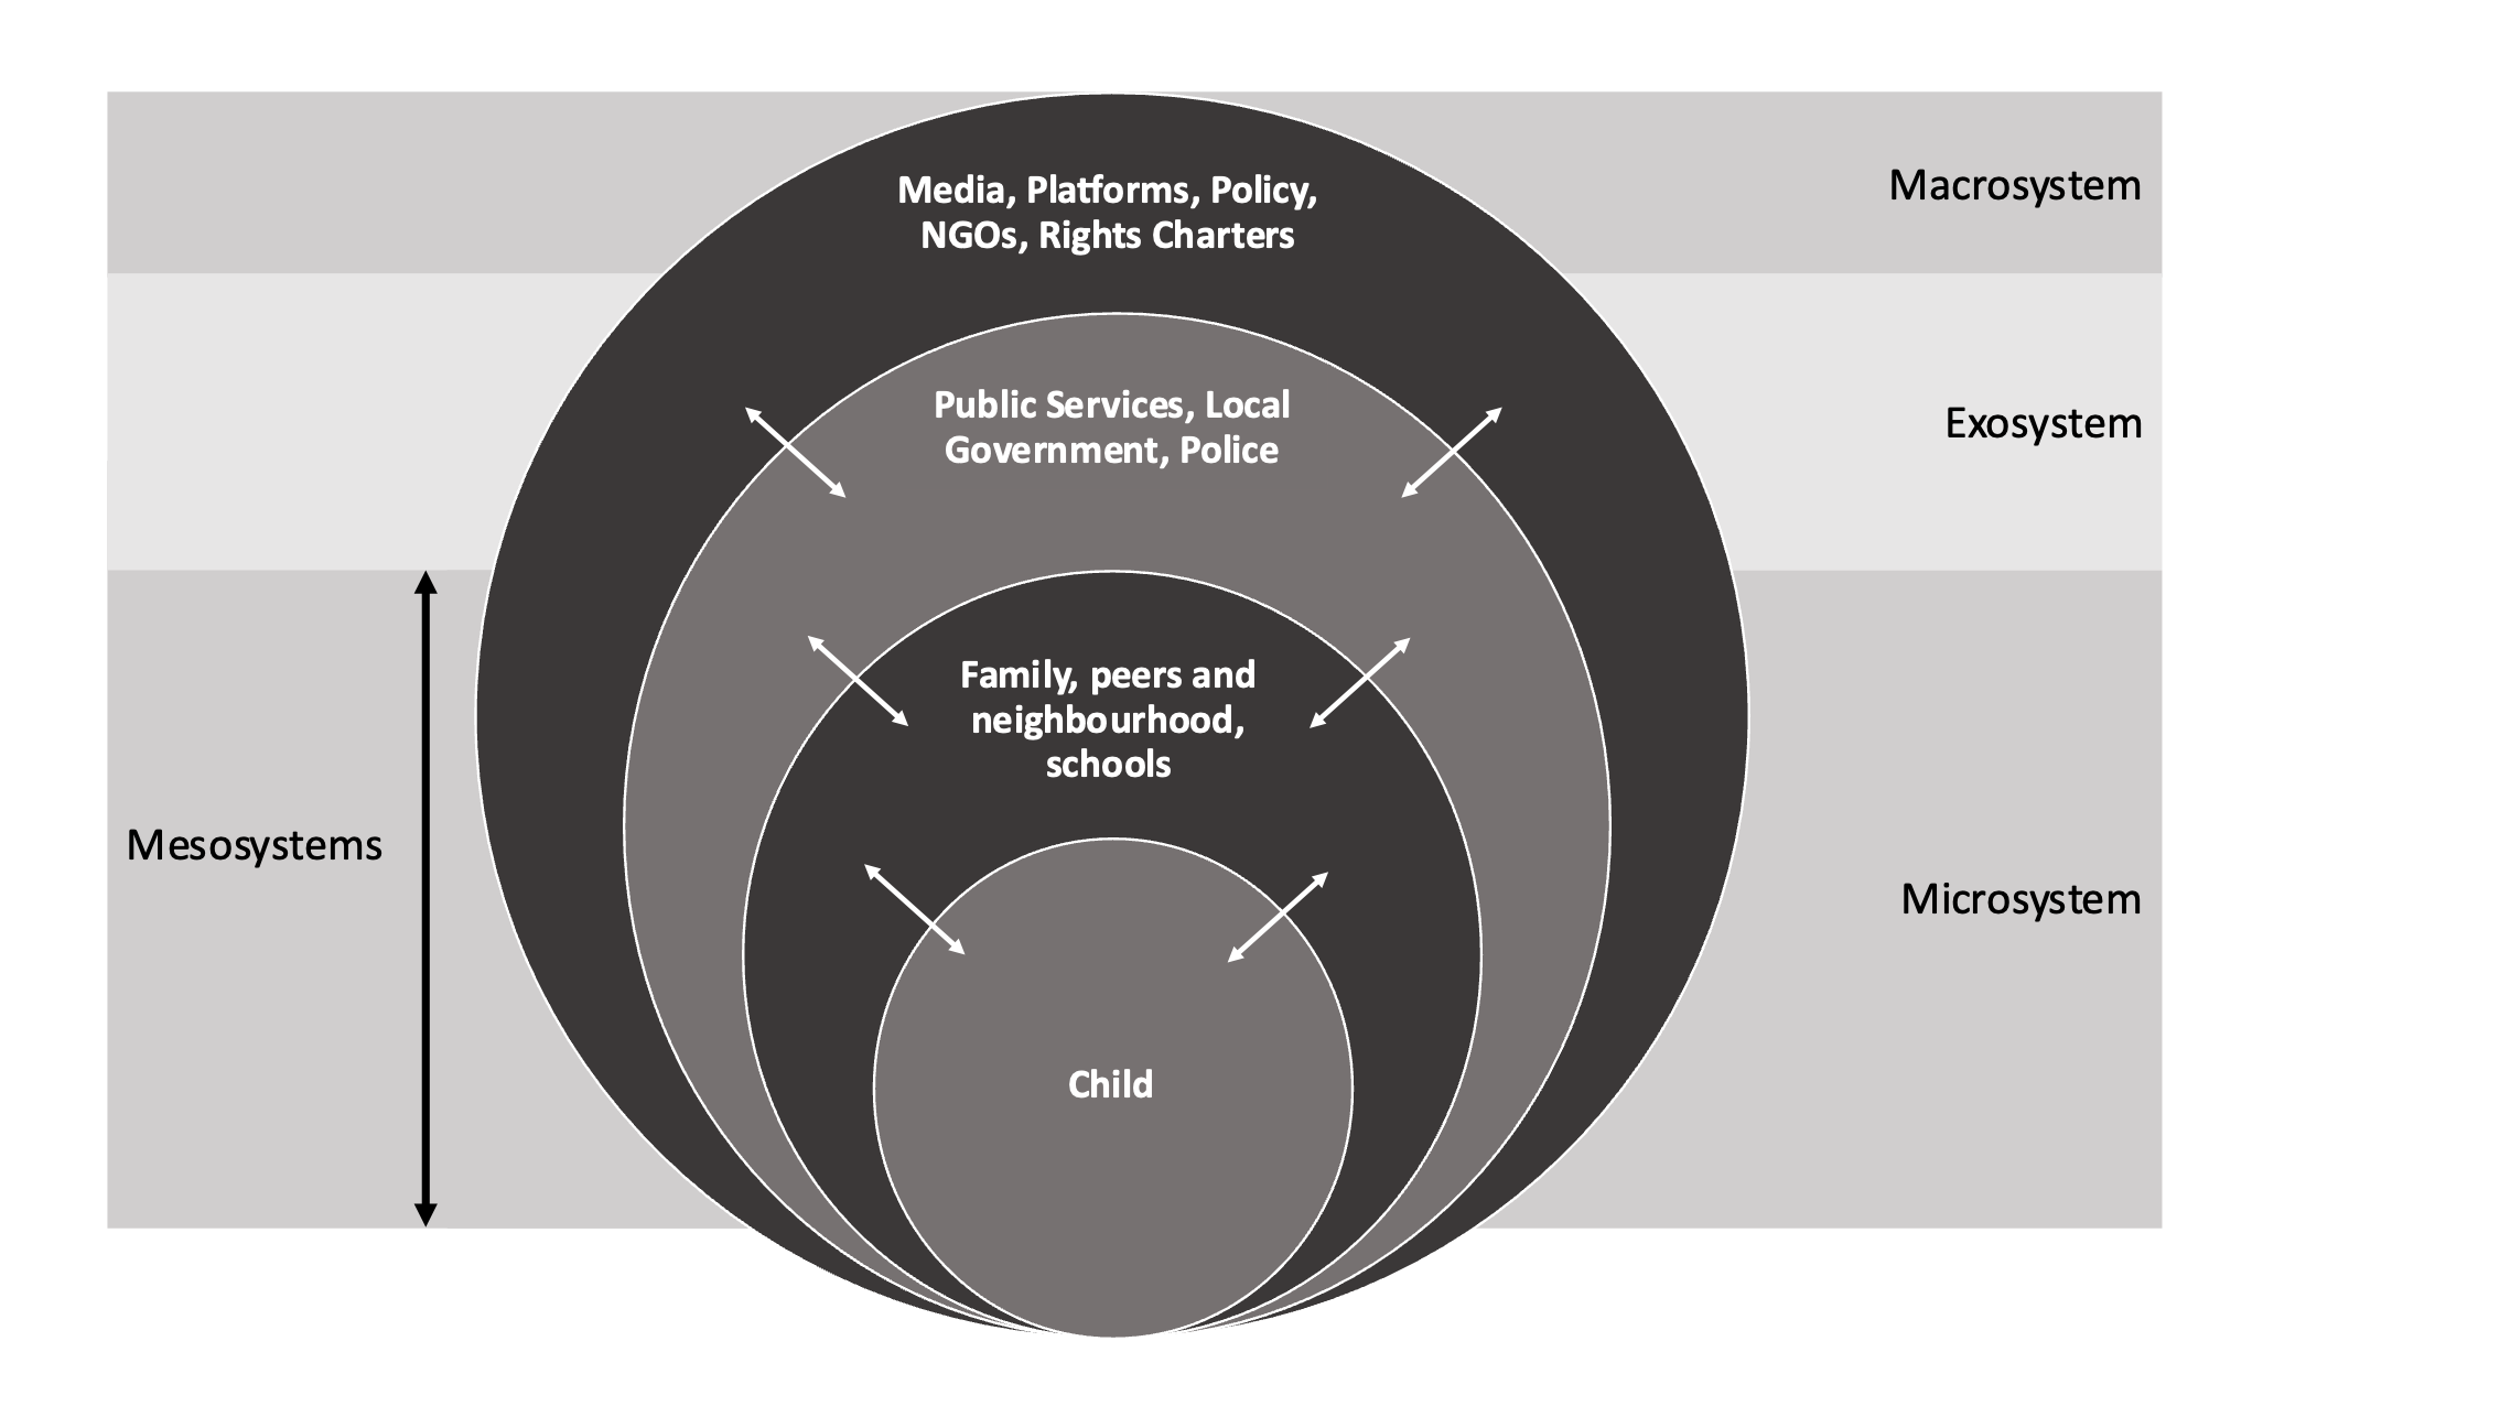 Media, Platforms, Policy,
NGOs, Rights Charters
Macrosystem
Public Services, Local
Government, Police
Exosystem
Family, peers and
neighbourhood,
schools
Mesosystems
Microsystem
Child